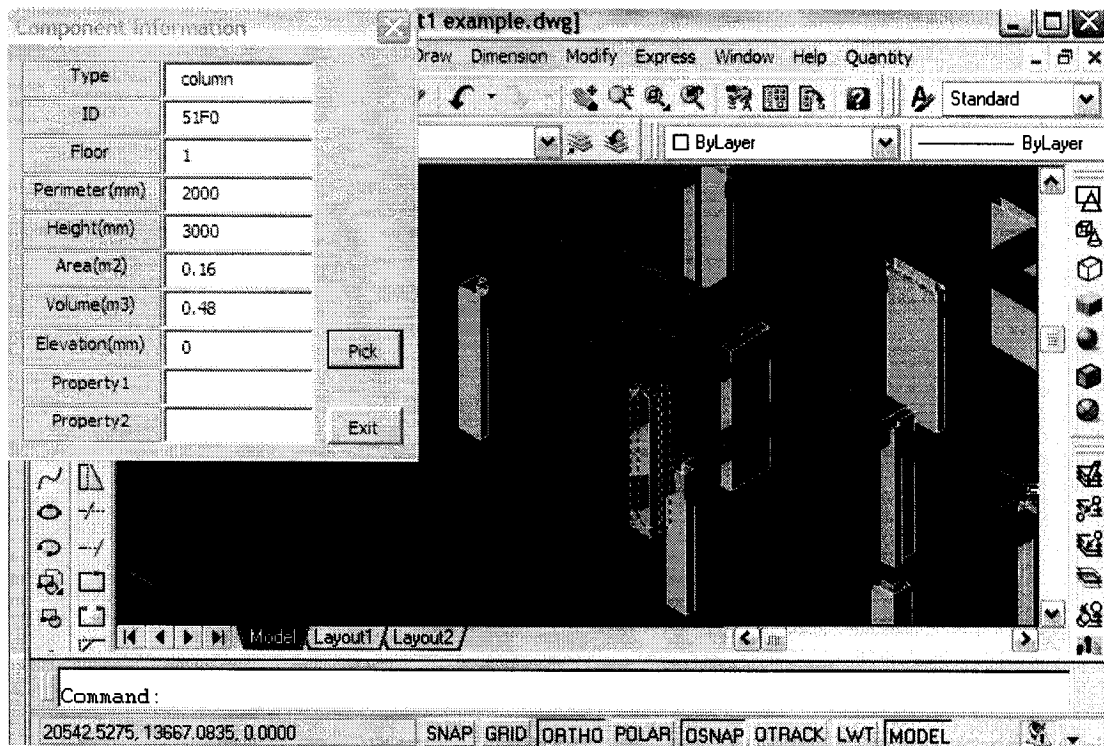 Component Information
t1 example.dwg]
Draw Dimension Modify Express Window Help Quantity
Standard
ByLayer
ByLayer
Type column
ID 51F0
Floor 1
Perimeter(mm) 2000
Height(mm) 3000
Area(m2) 0.16
Volume(m3) 0.48
Elevation(mm) 0
Pick
Property1
Property2
Exit
Model Layout1 Layout2
Command:
20542.5275, 13667.0835, 0.0000 SNAP GRID ORTHO POLAR OSNAP OTRACK LWT MODEL